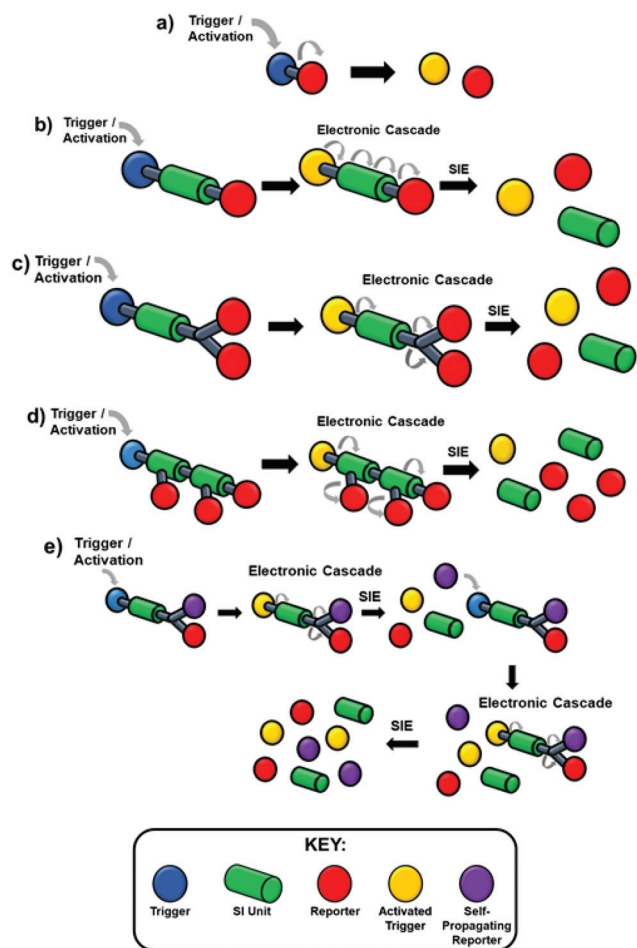 Trigger /
Activation
a)
b)
Trigger /
Activation
Electronic Cascade
SIE
c)
Trigger /
Activation
Electronic Cascade
SIE
d)
Trigger /
Activation
Electronic Cascade
SIE
e)
Trigger /
Activation
Electronic Cascade
SIE
Electronic Cascade
SIE
KEY:
Trigger
SI Unit
Reporter
Activated
Trigger
Self-
Propagating
Reporter